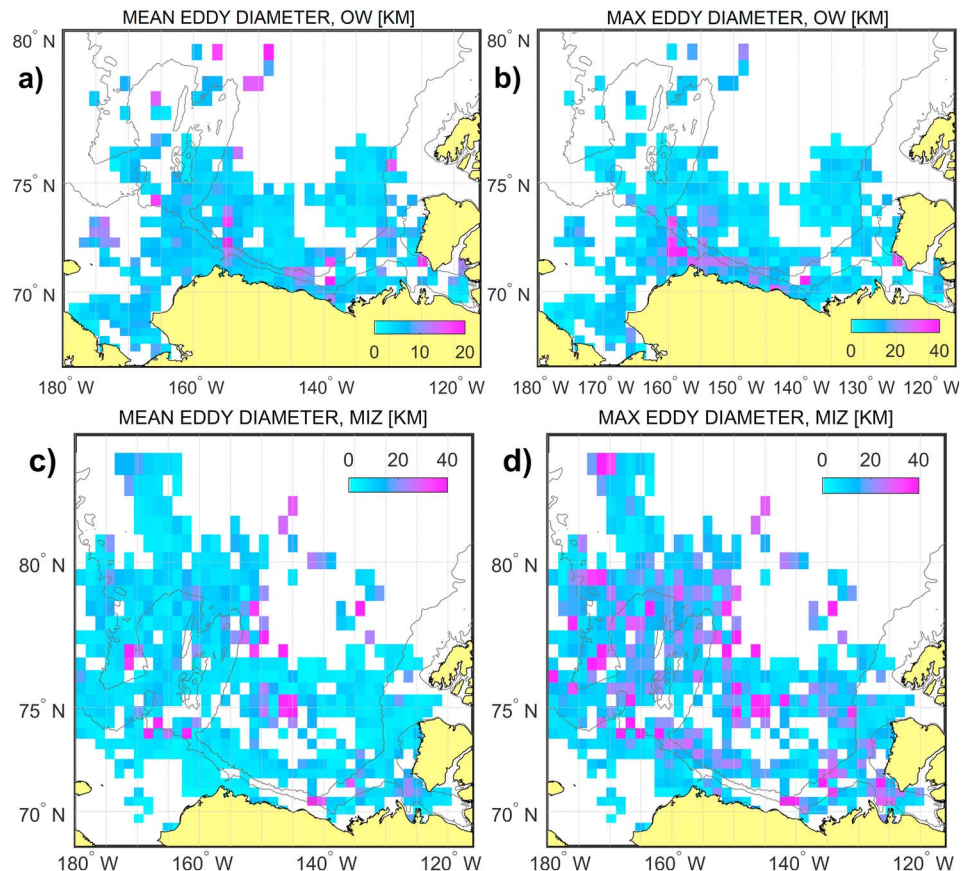 MEAN EDDY DIAMETER, OW [KM]
MAX EDDY DIAMETER, OW [KM]
a)
b)
80° N
75° N
70° N
0 10 20
180° W 160° W 140° W 120° W
80° N
75° N
70° N
0 20 40
180° W 170° W 160° W 150° W 140° W 130° W 120° W
MEAN EDDY DIAMETER, MIZ [KM]
MAX EDDY DIAMETER, MIZ [KM]
c)
d)
0 20 40
80° N
75° N
70° N
180° W 160° W 140° W 120° W
0 20 40
80° N
75° N
70° N
180° W 160° W 140° W 120° W